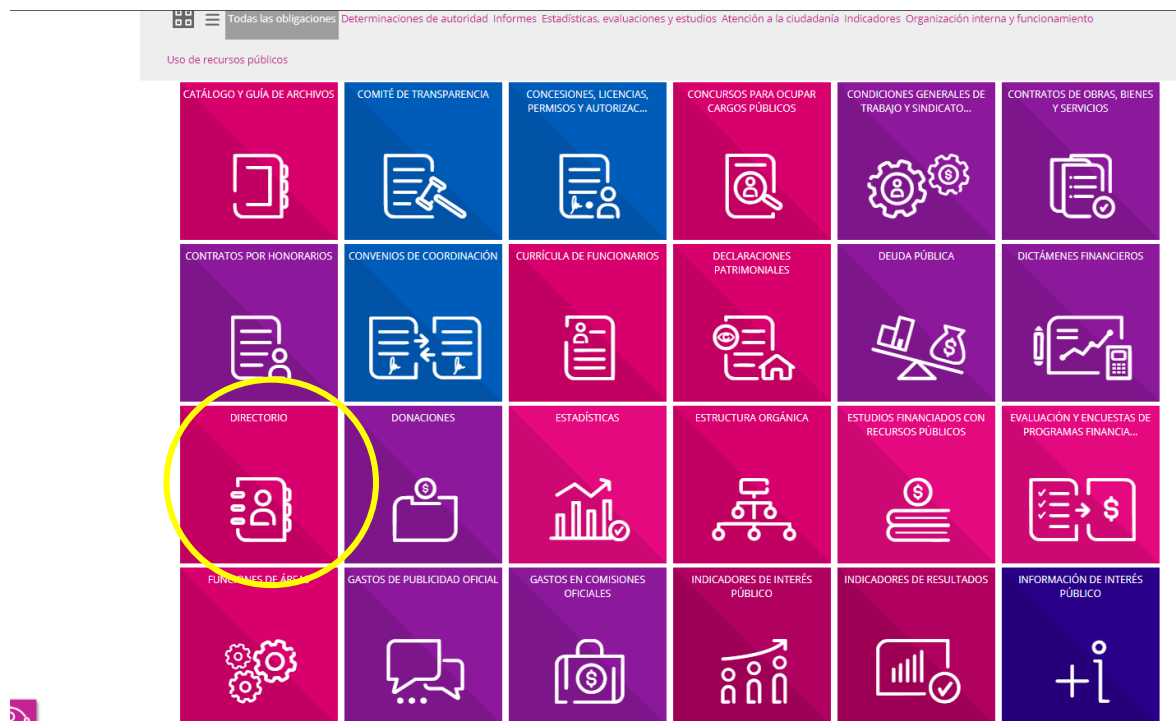 Todas las obligaciones Determinaciones de autoridad Informes Estadísticas, evaluaciones y estudios Atención a la ciudadanía Indicadores Organización interna y funcionamiento
Uso de recursos públicos
CATÁLOGO Y GUÍA DE ARCHIVOS
COMITÉ DE TRANSPARENCIA
CONCESIONES, LICENCIAS,
PERMISOS Y AUTORIZAC...
CONCURSOS PARA OCUPAR
CARGOS PÚBLICOS
CONDICIONES GENERALES DE
TRABAJO Y SINDICATO...
CONTRATOS DE OBRAS, BIENES
Y SERVICIOS
CONTRATOS POR HONORARIOS
CONVENIOS DE COORDINACIÓN
CURRÍCULA DE FUNCIONARIOS
DECLARACIONES
PATRIMONIALES
DEUDA PÚBLICA
DICTÁMENES FINANCIEROS
DIRECTORIO
DONACIONES
ESTADÍSTICAS
ESTRUCTURA ORGÁNICA
ESTUDIOS FINANCIADOS CON
RECURSOS PÚBLICOS
EVALUACIÓN Y ENCUESTAS DE
PROGRAMAS FINANCIA...
FUNCIONES DE ÁREAS
GASTOS DE PUBLICIDAD OFICIAL
GASTOS EN COMISIONES
OFICIALES
INDICADORES DE INTERÉS
PÚBLICO
INDICADORES DE RESULTADOS
INFORMACIÓN DE INTERÉS
PÚBLICO